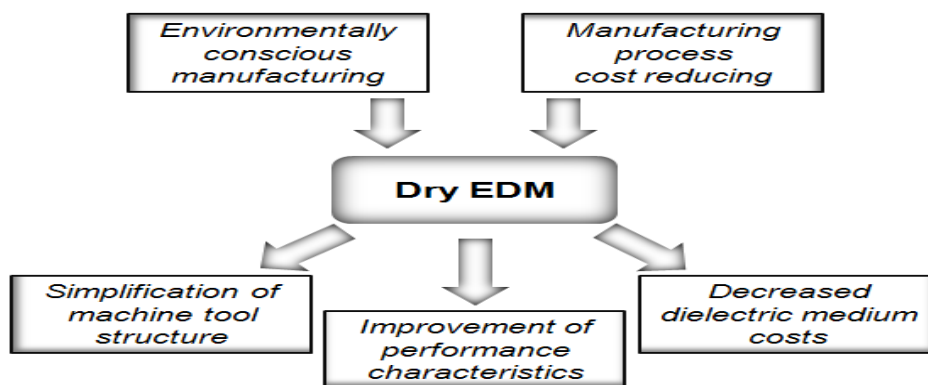 Environmentally
conscious
manufacturing
Manufacturing
process
cost reducing
Dry EDM
Simplification of
machine tool
structure
Improvement of
performance
characteristics
Decreased
dielectric medium
costs